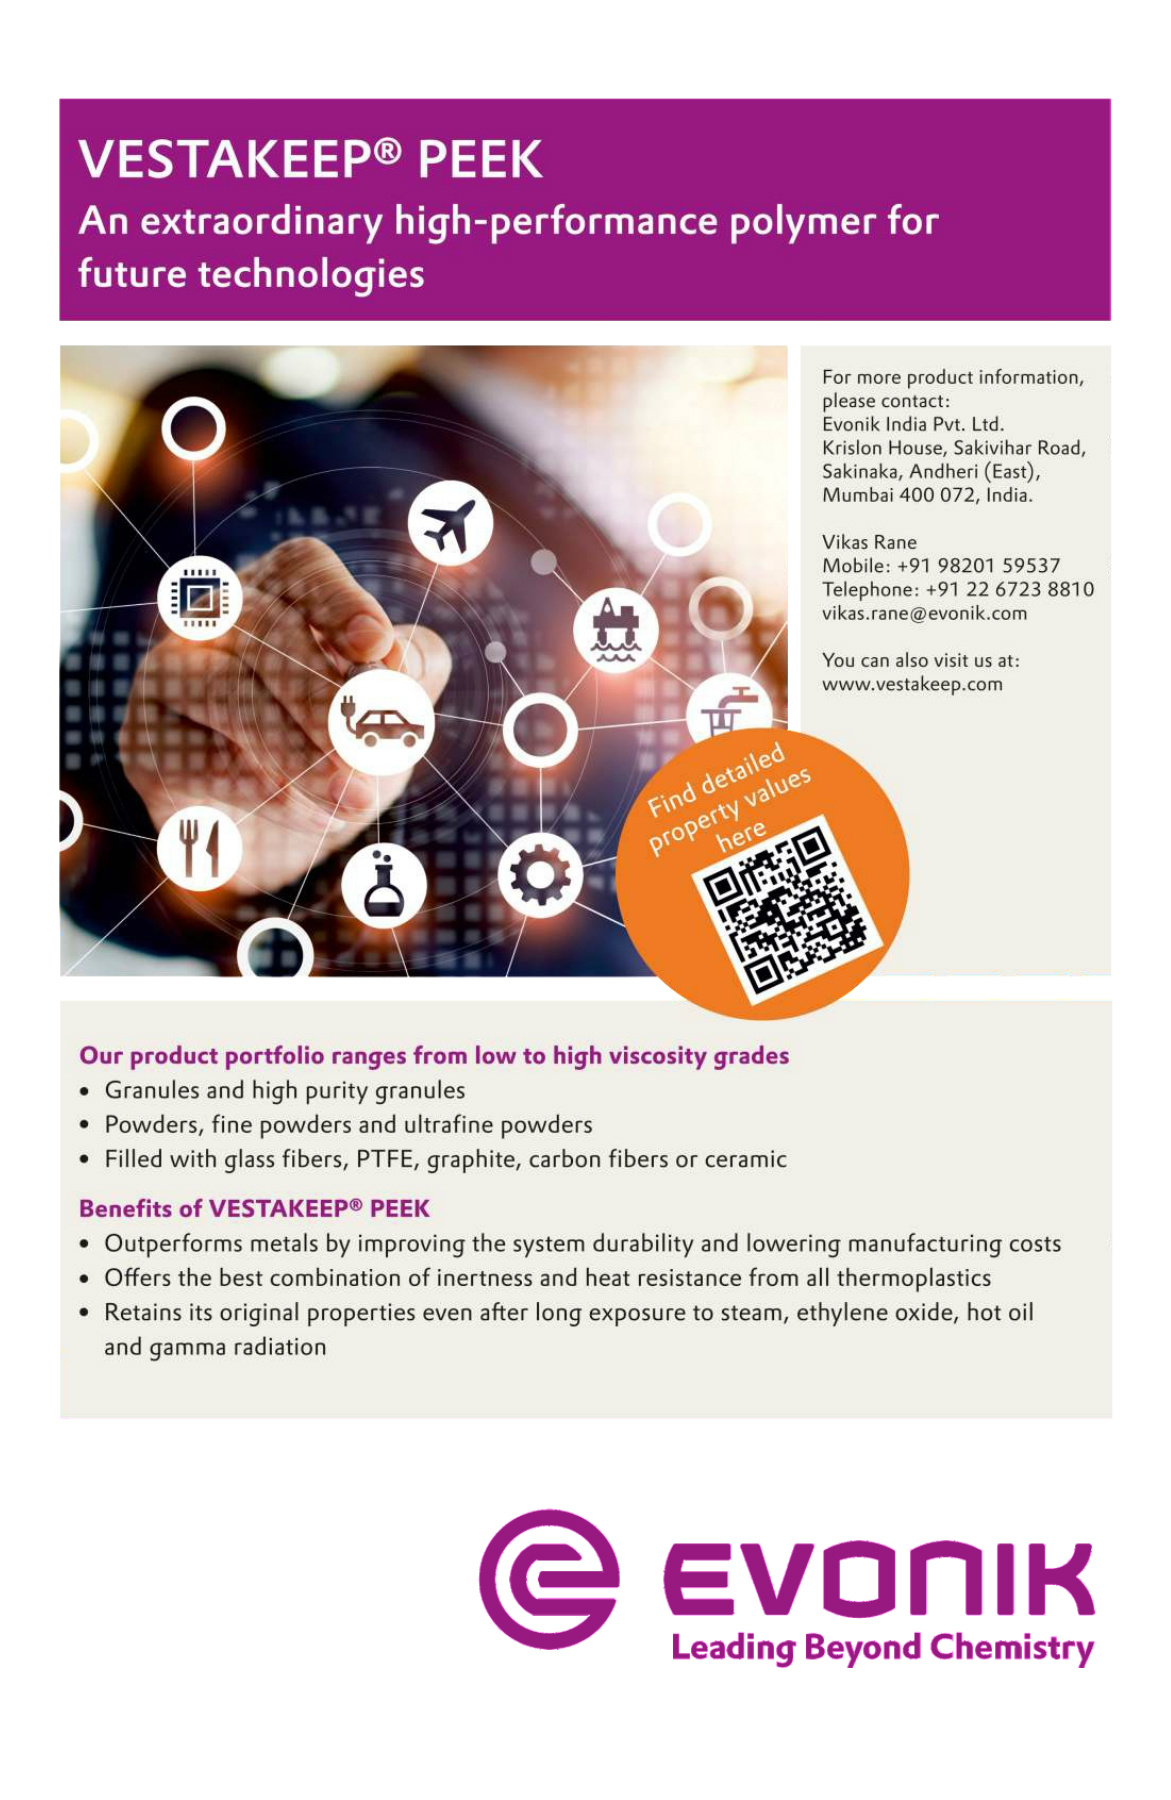 VESTAKEEP® PEEK
An extraordinary high-performance polymer for
future technologies
For more product information,
please contact:
Evonik India Pvt. Ltd.
Krislon House, Sakivihar Road,
Sakinaka, Andheri (East),
Mumbai 400 072, India.
Vikas Rane
Mobile: +91 98201 59537
Telephone: +91 22 6723 8810
vikas.rane@evonik.com
You can also visit us at:
www.vestakeep.com
Find detailed
property values
here
Our product portfolio ranges from low to high viscosity grades
• Granules and high purity granules
• Powders, fine powders and ultrafine powders
• Filled with glass fibers, PTFE, graphite, carbon fibers or ceramic
Benefits of VESTAKEEP® PEEK
• Outperforms metals by improving the system durability and lowering manufacturing costs
• Offers the best combination of inertness and heat resistance from all thermoplastics
• Retains its original properties even after long exposure to steam, ethylene oxide, hot oil
and gamma radiation
EVONIK
Leading Beyond Chemistry